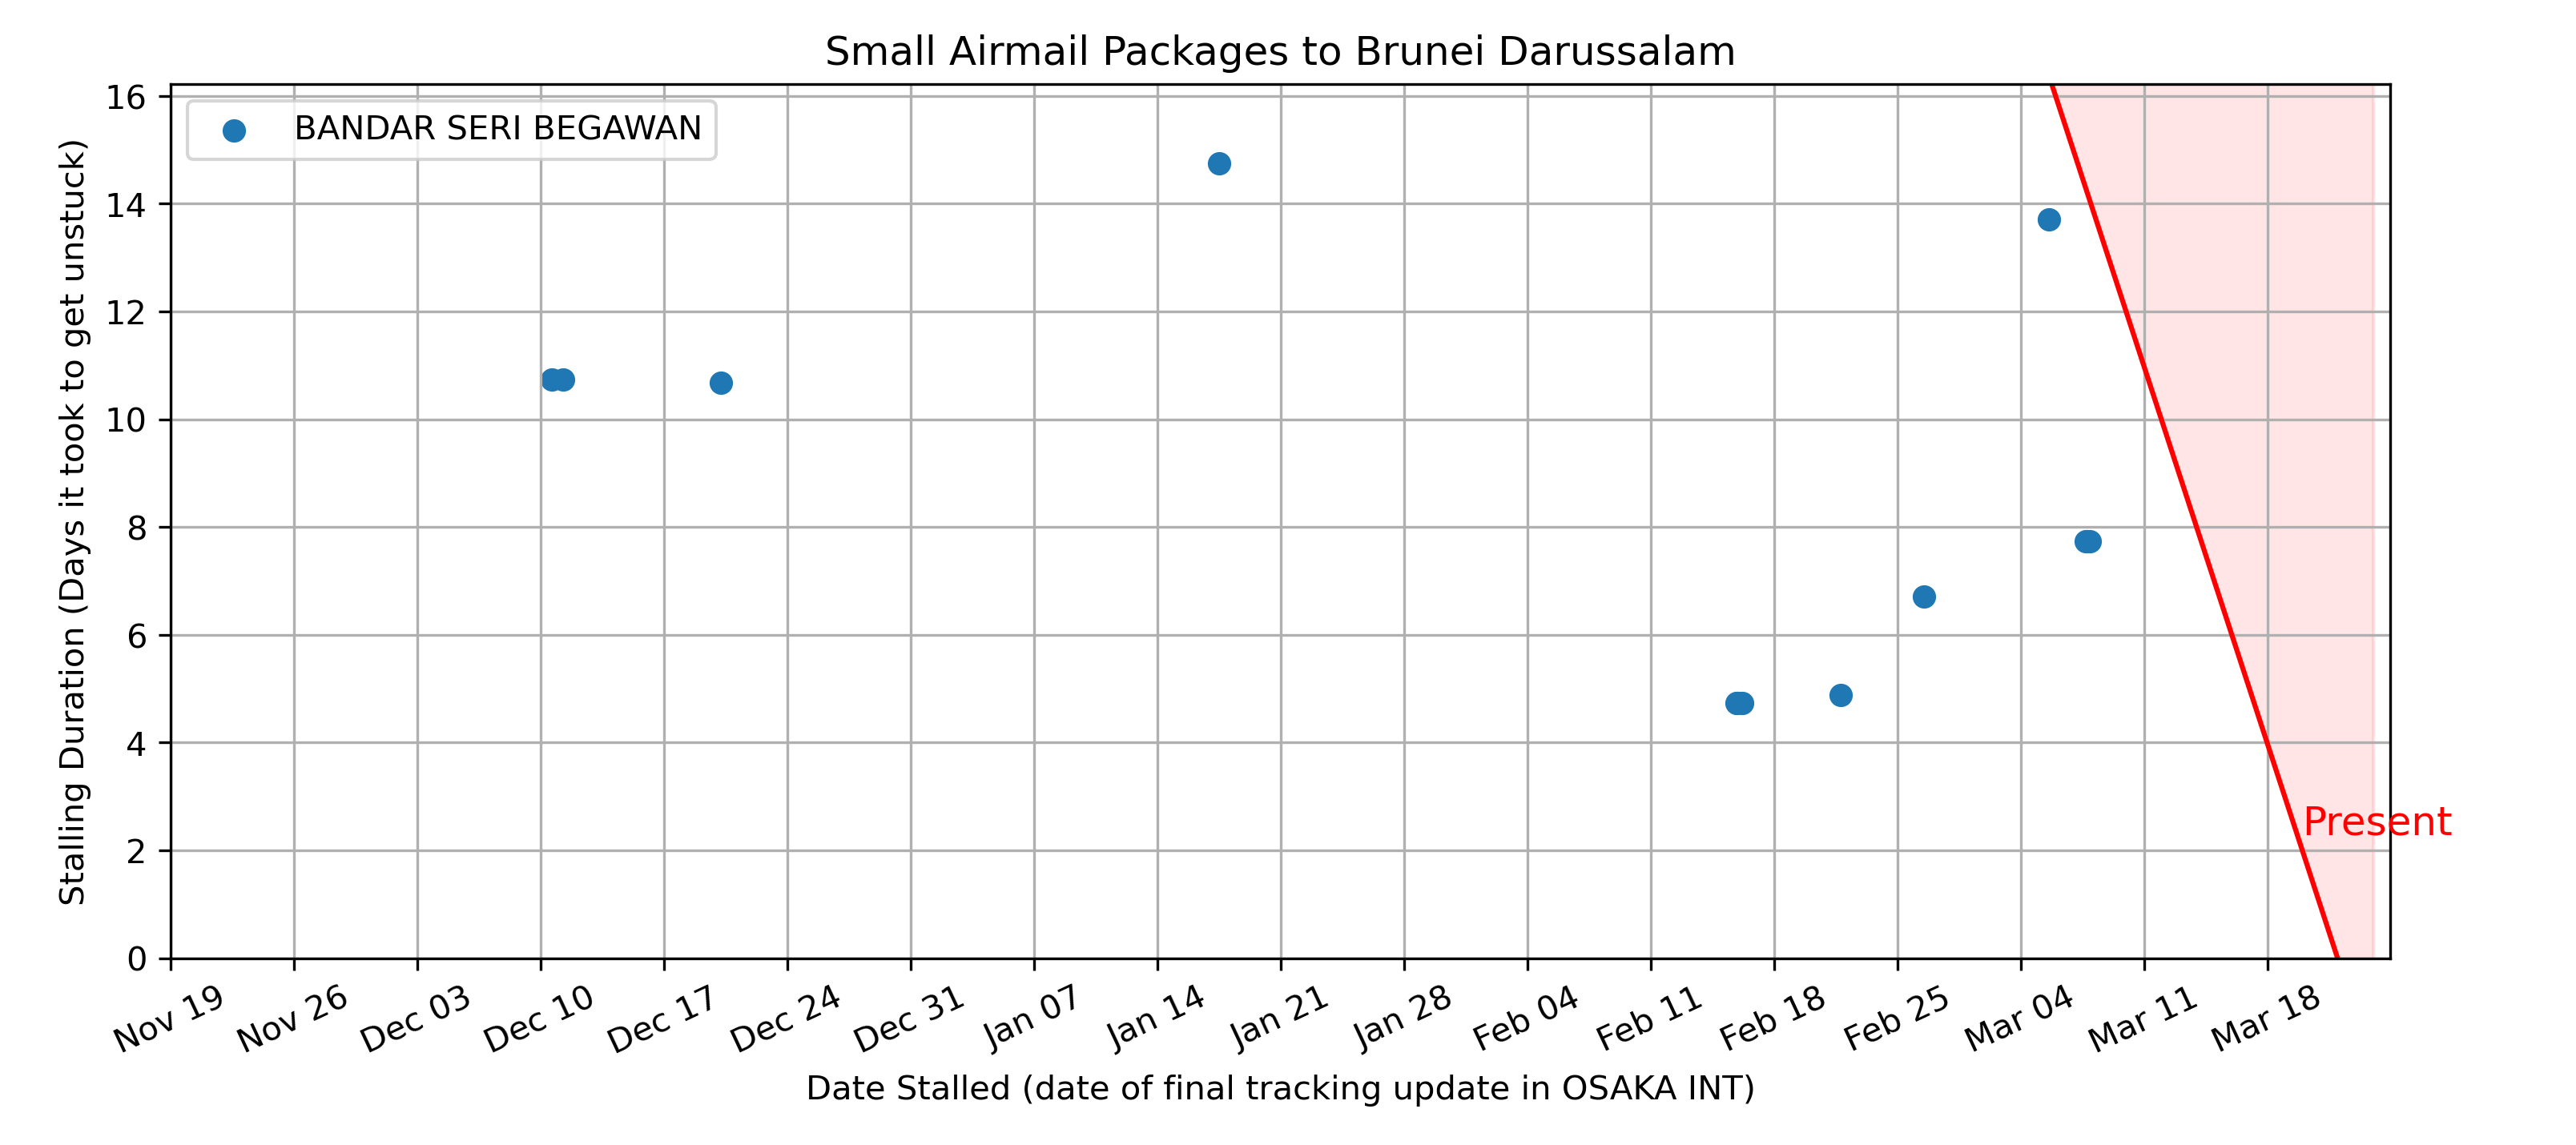 Small Airmail Packages to Brunei Darussalam
BANDAR SERI BEGAWAN
Stalling Duration (Days it took to get unstuck)
16
14
12
10
8
6
4
2
0
Present
Nov 19
Nov 26
Dec 03
Dec 10
Dec 17
Dec 24
Dec 31
Jan 07
Jan 14
Jan 21
Jan 28
Feb 04
Feb 11
Feb 18
Feb 25
Mar 04
Mar 11
Mar 18
Date Stalled (date of final tracking update in OSAKA INT)